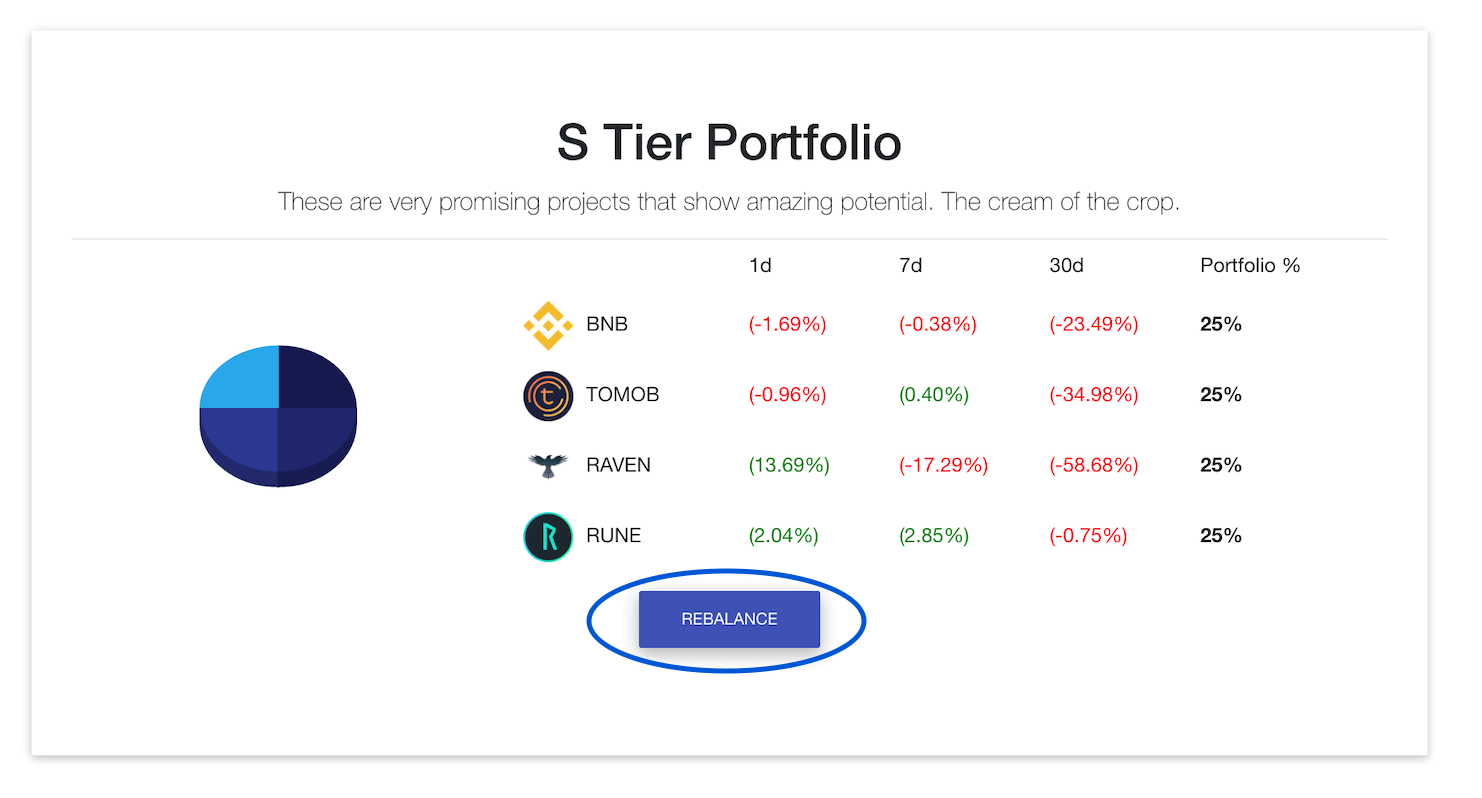 S Tier Portfolio
These are very promising projects that show amazing potential. The cream of the crop.
1d 7d 30d Portfolio %
BNB (-1.69%) (-0.38%) (-23.49%) 25%
TOMOB (-0.96%) (0.40%) (-34.98%) 25%
RAVEN (13.69%) (-17.29%) (-58.68%) 25%
RUNE (2.04%) (2.85%) (-0.75%) 25%
REBALANCE